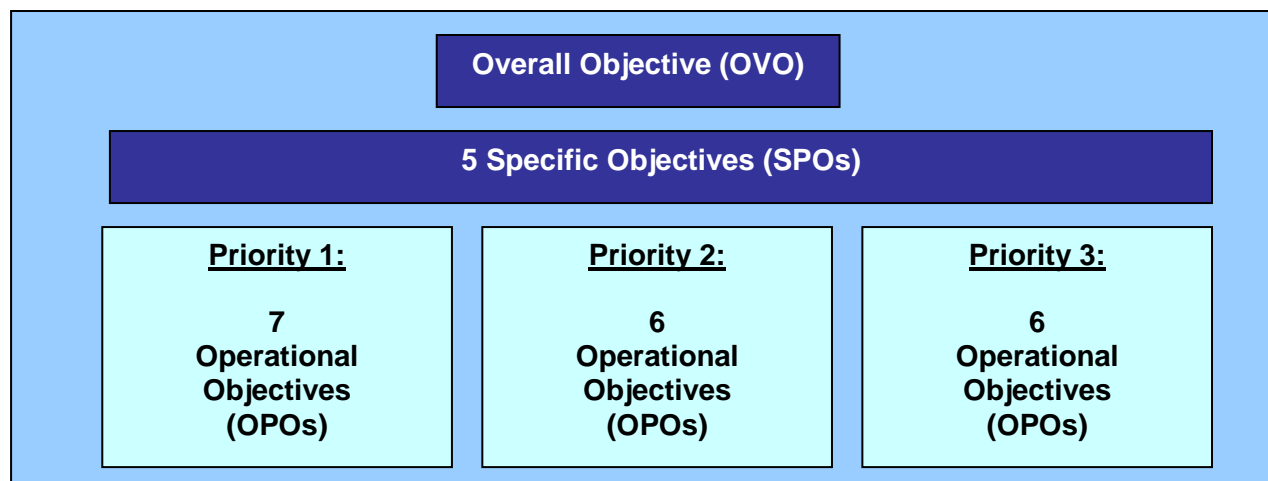 Overall Objective (OVO)
5 Specific Objectives (SPOs)
Priority 1:
7
Operational
Objectives
(OPOs)
Priority 2:
6
Operational
Objectives
(OPOs)
Priority 3:
6
Operational
Objectives
(OPOs)